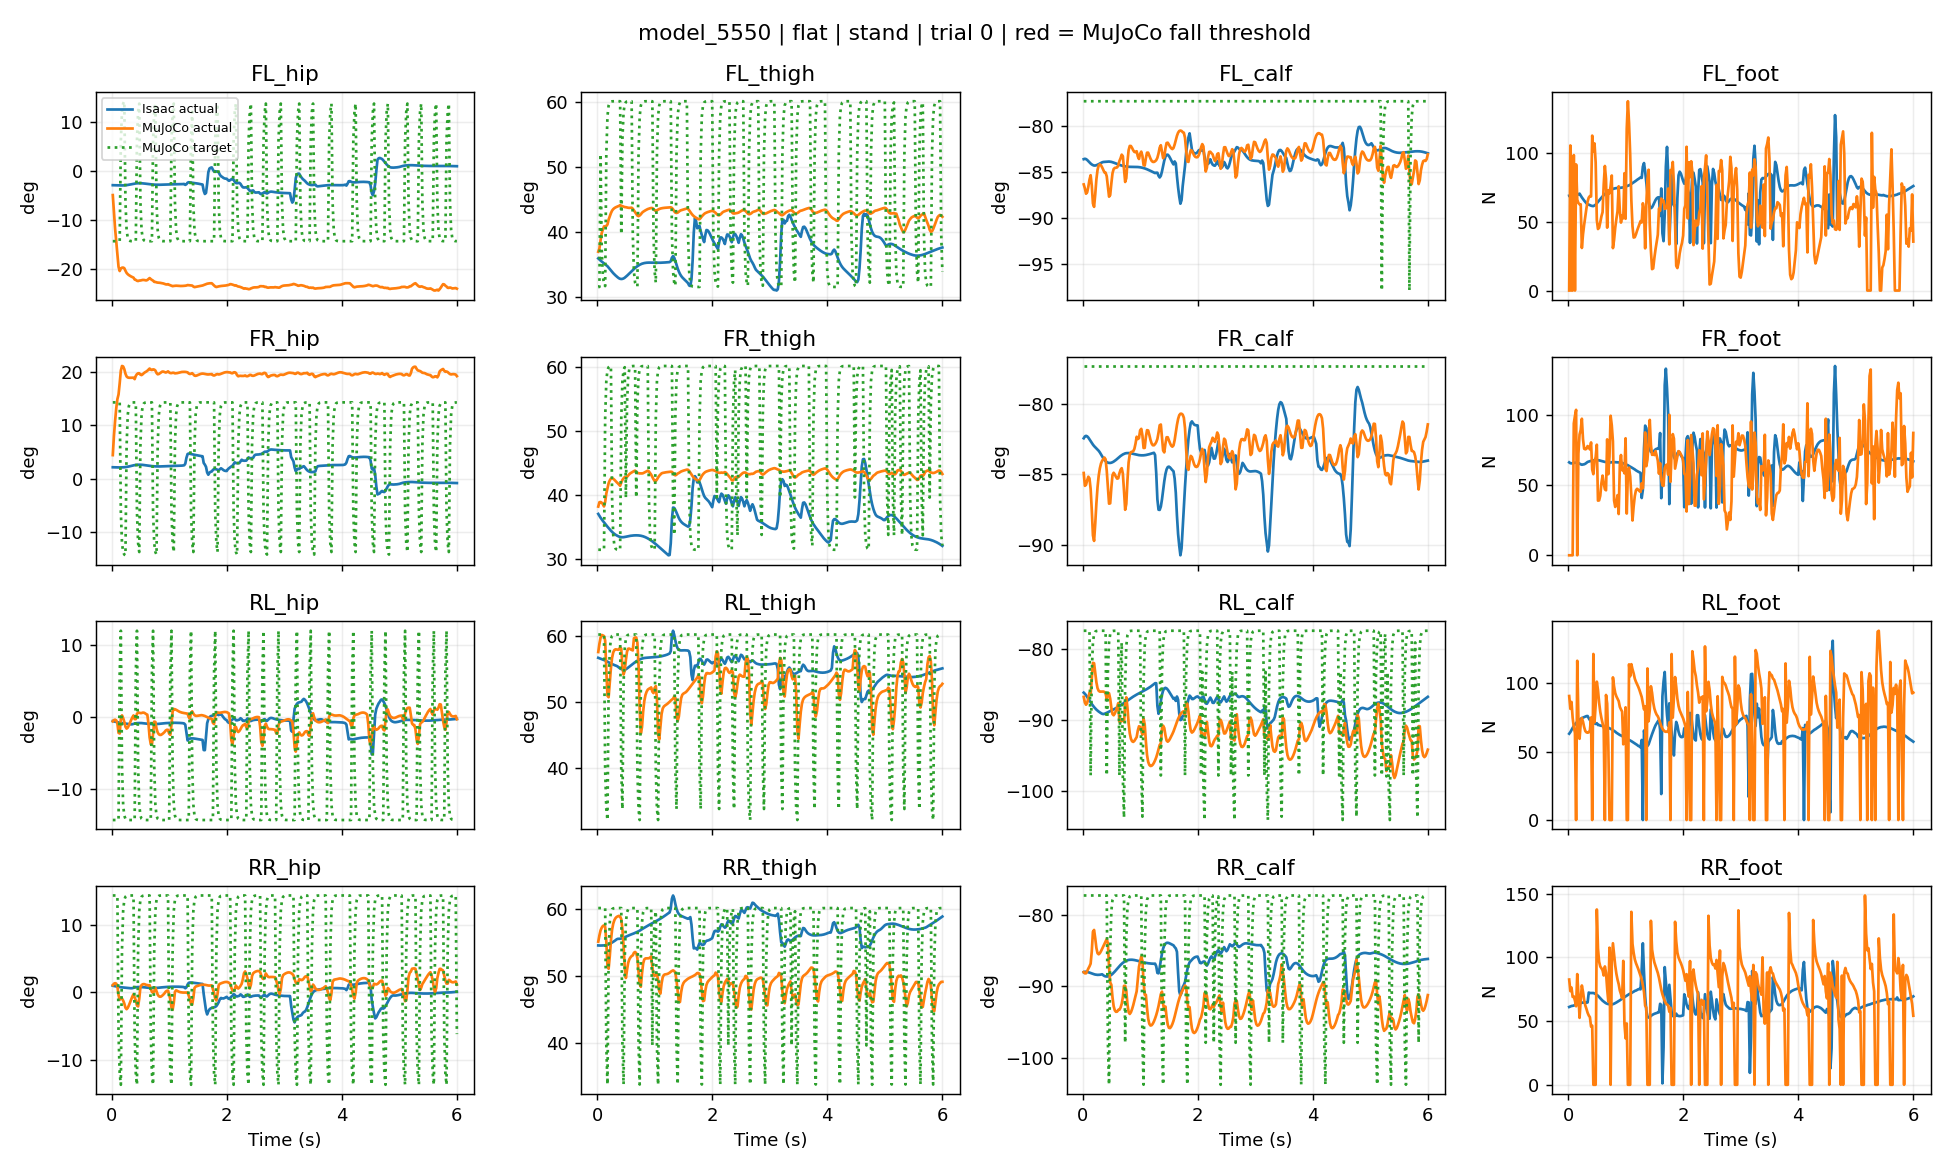 model_5550 | flat | stand | trial 0 | red = MuJoCo fall threshold
FL_hip
FL_thigh
FL_calf
FL_foot
Isaac actual
MuJoCo actual
MuJoCo target
10
0
−10
−20
deg
60
50
40
30
deg
−80
−85
−90
−95
deg
100
50
0
N
FR_hip
FR_thigh
FR_calf
FR_foot
20
10
0
−10
deg
60
50
40
30
deg
−80
−85
−90
deg
100
50
0
N
RL_hip
RL_thigh
RL_calf
RL_foot
10
0
−10
deg
60
50
40
deg
−80
−90
−100
deg
100
50
0
N
RR_hip
RR_thigh
RR_calf
RR_foot
10
0
−10
deg
60
50
40
deg
−80
−90
−100
deg
150
100
50
0
N
0 2 4 6
0 2 4 6
0 2 4 6
0 2 4 6
Time (s)
Time (s)
Time (s)
Time (s)